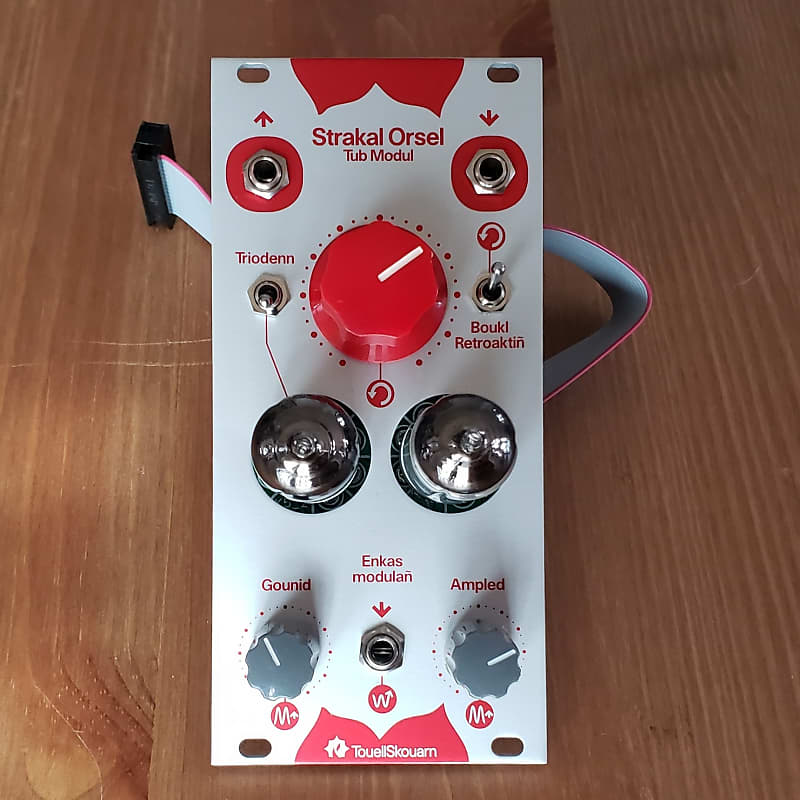 Strakal Orsel
Tub Modul
Triodenn
Boukl
Retroaktiñ
Enkas
modulañ
Gounid
Ampled
TouellSkouarn